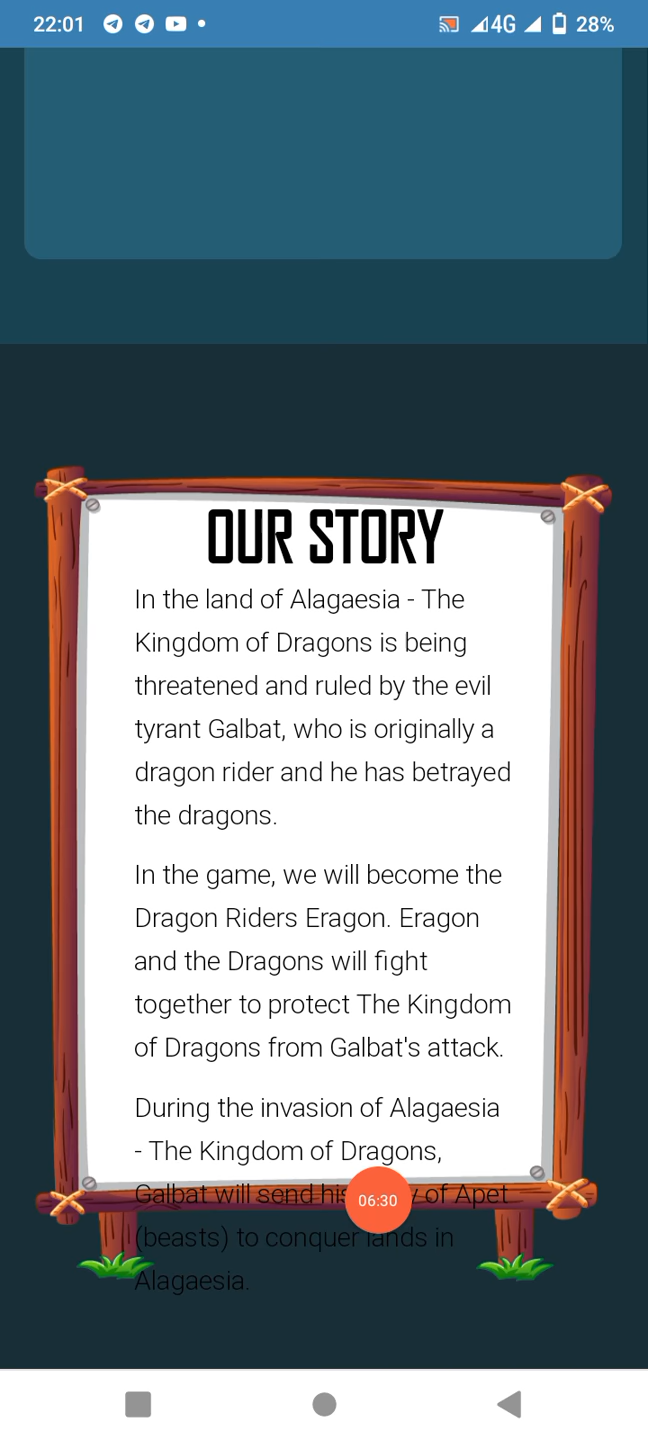 22:01
4G
28%
OUR STORY
In the land of Alagaesia - The
Kingdom of Dragons is being
threatened and ruled by the evil
tyrant Galbat, who is originally a
dragon rider and he has betrayed
the dragons.
In the game, we will become the
Dragon Riders Eragon. Eragon
and the Dragons will fight
together to protect The Kingdom
of Dragons from Galbat's attack.
During the invasion of Alagaesia
- The Kingdom of Dragons,
Galbat will send his of Apet
06:30
(beasts) to conquer lands in
Alagaesia.